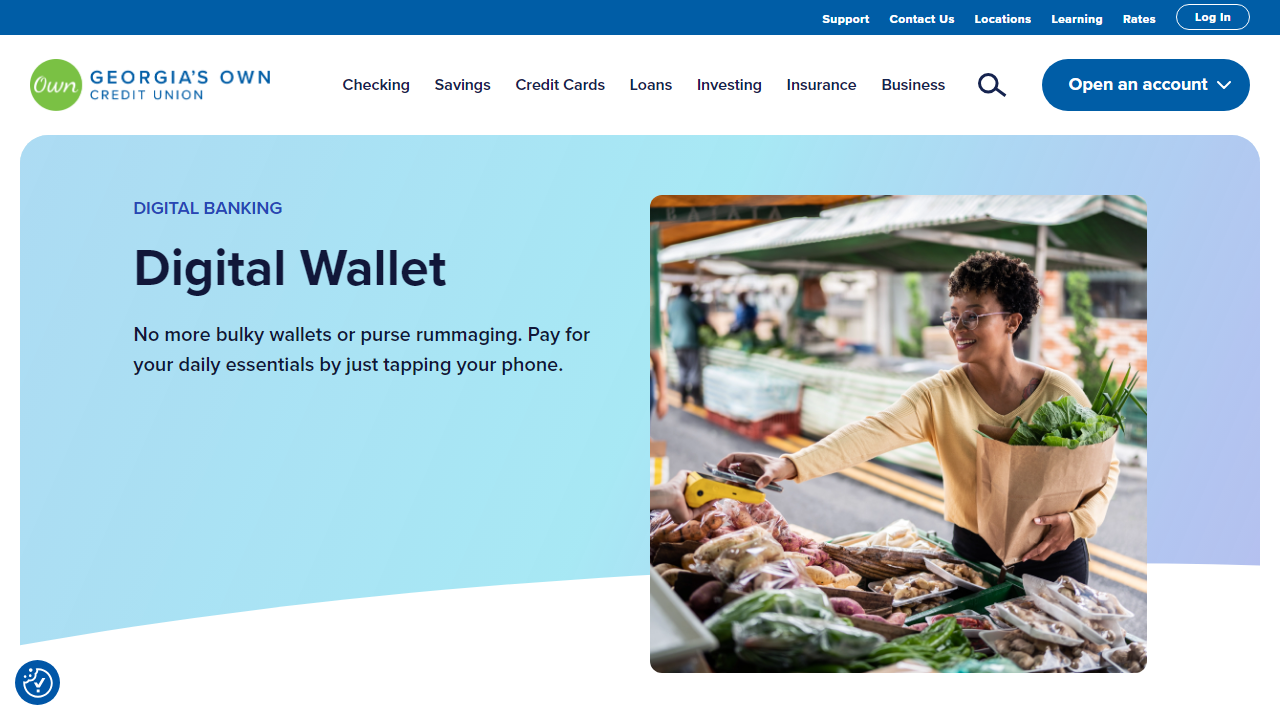 Support Contact Us Locations Learning Rates Log In
Own GEORGIA'S OWN
CREDIT UNION
Checking Savings Credit Cards Loans Investing Insurance Business Open an account
DIGITAL BANKING
Digital Wallet
No more bulky wallets or purse rummaging. Pay for
your daily essentials by just tapping your phone.